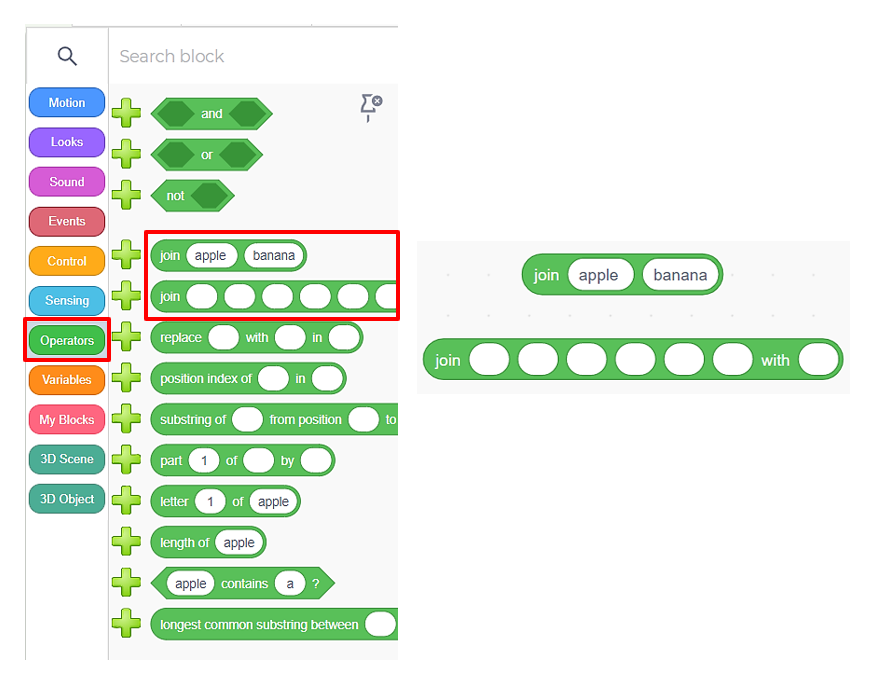 Search block
Motion
Looks
Sound
Events
Control
Sensing
Operators
Variables
My Blocks
3D Scene
3D Object
and
or
not
join apple banana
join
replace with in
position index of in
substring of from position to
part 1 of by
letter 1 of apple
length of apple
apple contains a ?
longest common substring between
join apple banana
join with